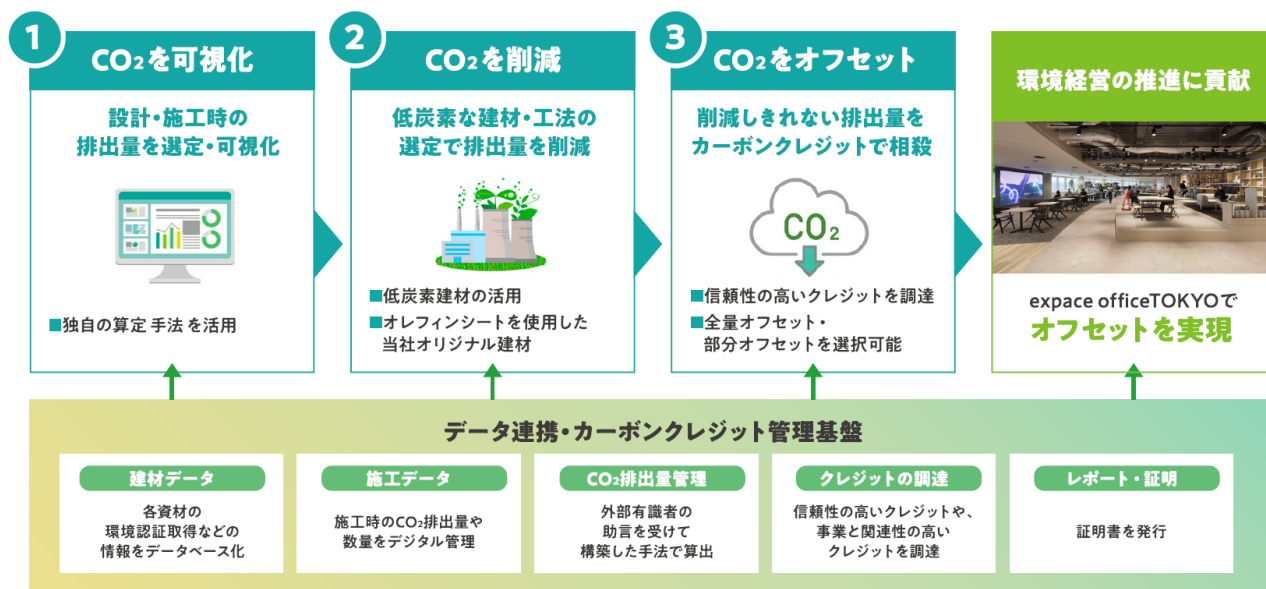 1
CO₂を可視化
設計・施工時の
排出量を選定・可視化
■独自の算定 手法 を活用
2
CO₂を削減
低炭素な建材・工法の
選定で排出量を削減
■低炭素建材の活用
■オレフィンシートを使用した
当社オリジナル建材
3
CO₂をオフセット
削減しきれない排出量を
カーボンクレジットで相殺
CO₂
■信頼性の高いクレジットを調達
■全量オフセット・
部分オフセットを選択可能
環境経営の推進に貢献
expace officeTOKYOで
オフセットを実現
データ連携・カーボンクレジット管理基盤
建材データ
各資材の
環境認証取得などの
情報をデータベース化
施工データ
施工時のCO₂排出量や
数量をデジタル管理
CO₂排出量管理
外部有識者の
助言を受けて
構築した手法で算出
クレジットの調達
信頼性の高いクレジットや、
事業と関連性の高い
クレジットを調達
レポート・証明
証明書を発行